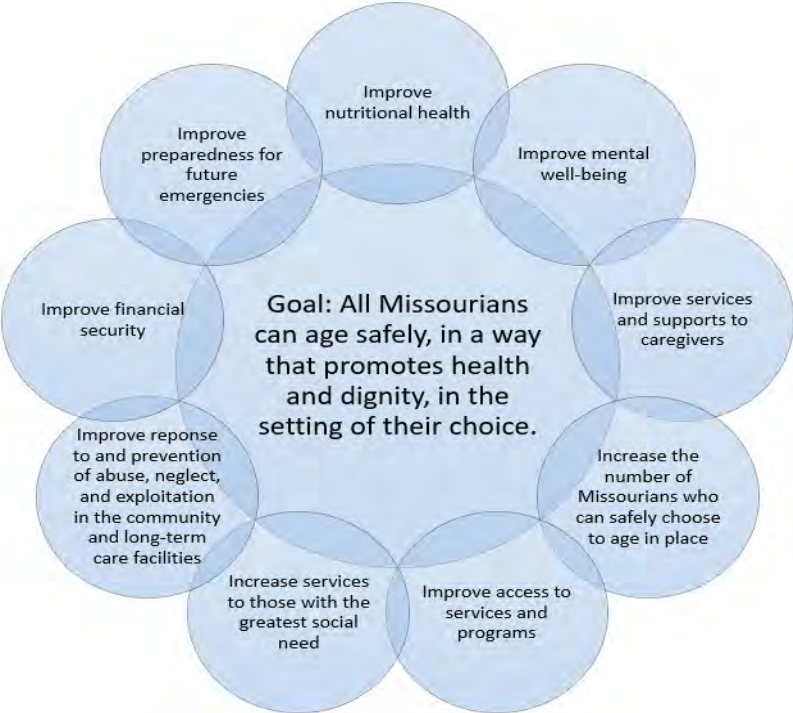 Improve
nutritional health
Improve mental
well-being
Improve services
and supports to
caregivers
Increase the
number of
Missourians who
can safely choose
to age in place
Improve access to
services and
programs
Increase services
to those with the
greatest social
need
Improve reponse
to and prevention
of abuse, neglect,
and exploitation
in the community
and long-term
care facilities
Improve financial
security
Improve
preparedness for
future
emergencies
Goal: All Missourians
can age safely, in a way
that promotes health
and dignity, in the
setting of their choice.